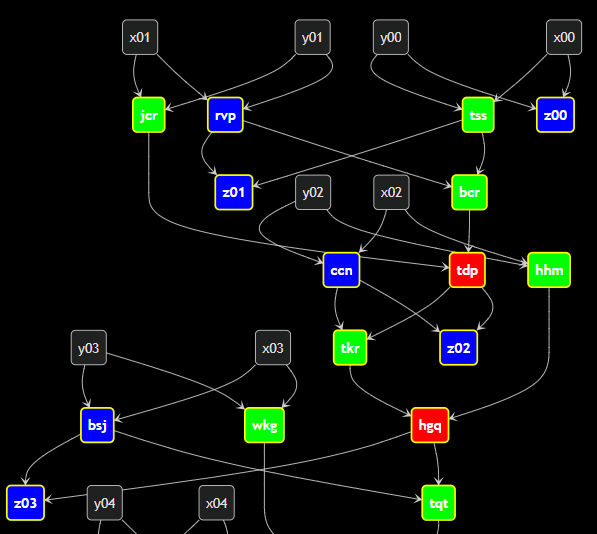 x01 y01 y00 x00
jcr rvp tss z00
z01 y02 x02 bcr
ccn tdp hhm
y03 x03 tkr z02
bsj wkg hgq
z03 y04 x04 tqt